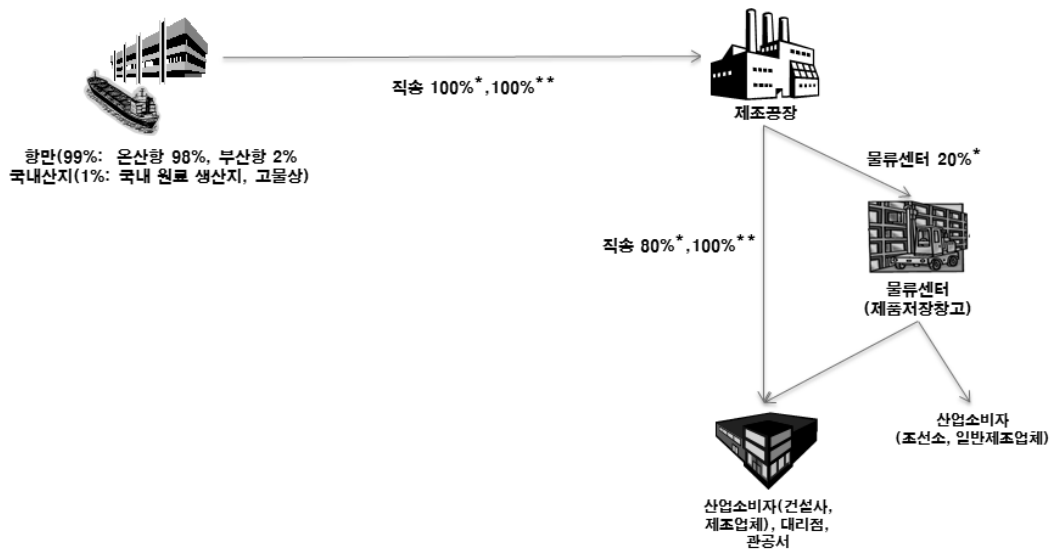 직송 100%*,100%**
제조공장
항만(99%: 온산항 98%, 부산항 2%
국내산지(1%: 국내 원료 생산지, 고물상)
물류센터 20%*
직송 80%*,100%**
물류센터
(제품저장창고)
산업소비자
(조선소, 일반제조업체)
산업소비자(건설사,
제조업체), 대리점,
관공서